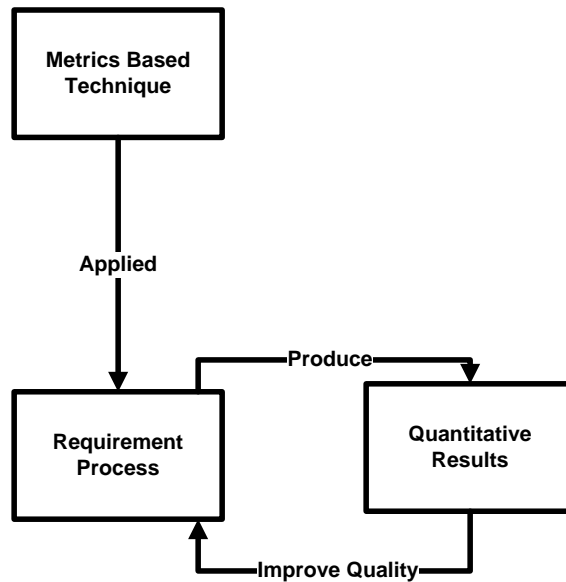 Metrics Based
Technique
Applied
Produce
Requirement
Process
Quantitative
Results
Improve Quality